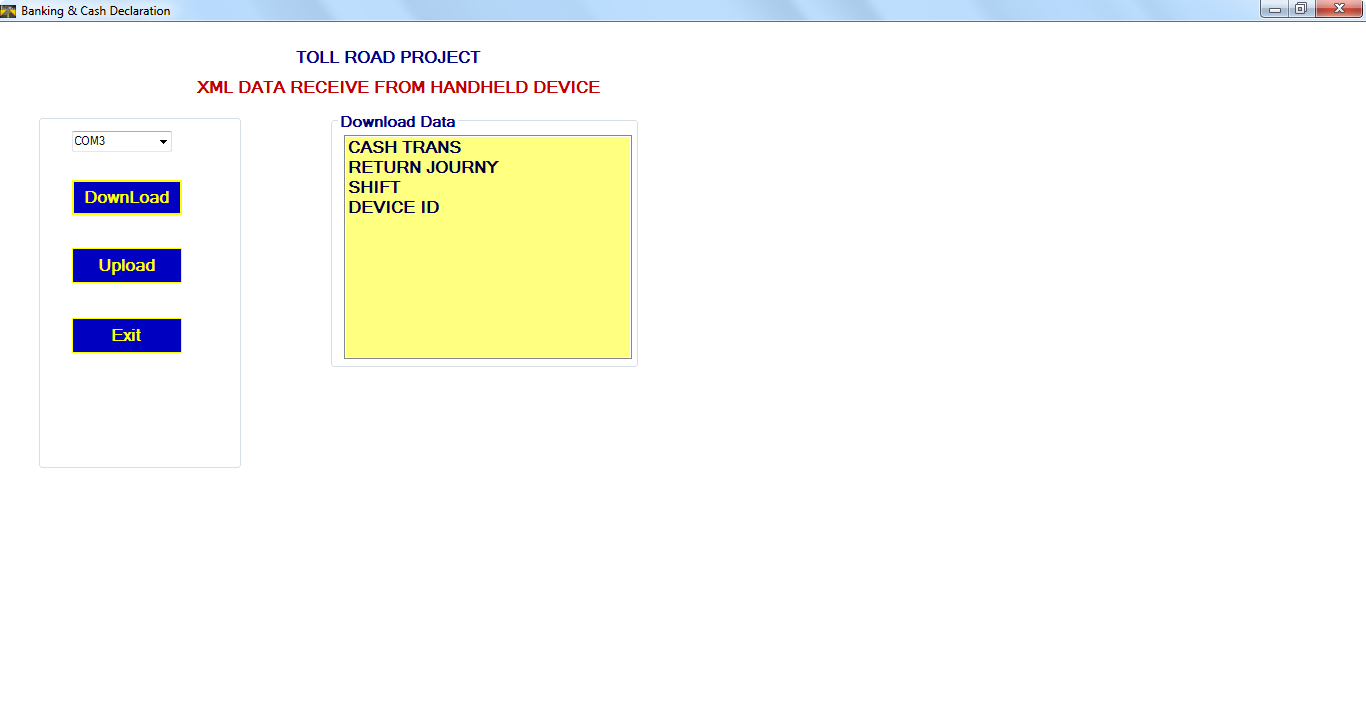 Banking & Cash Declaration
TOLL ROAD PROJECT
XML DATA RECEIVE FROM HANDHELD DEVICE
COM3
DownLoad
Upload
Exit
Download Data
CASH TRANS
RETURN JOURNY
SHIFT
DEVICE ID